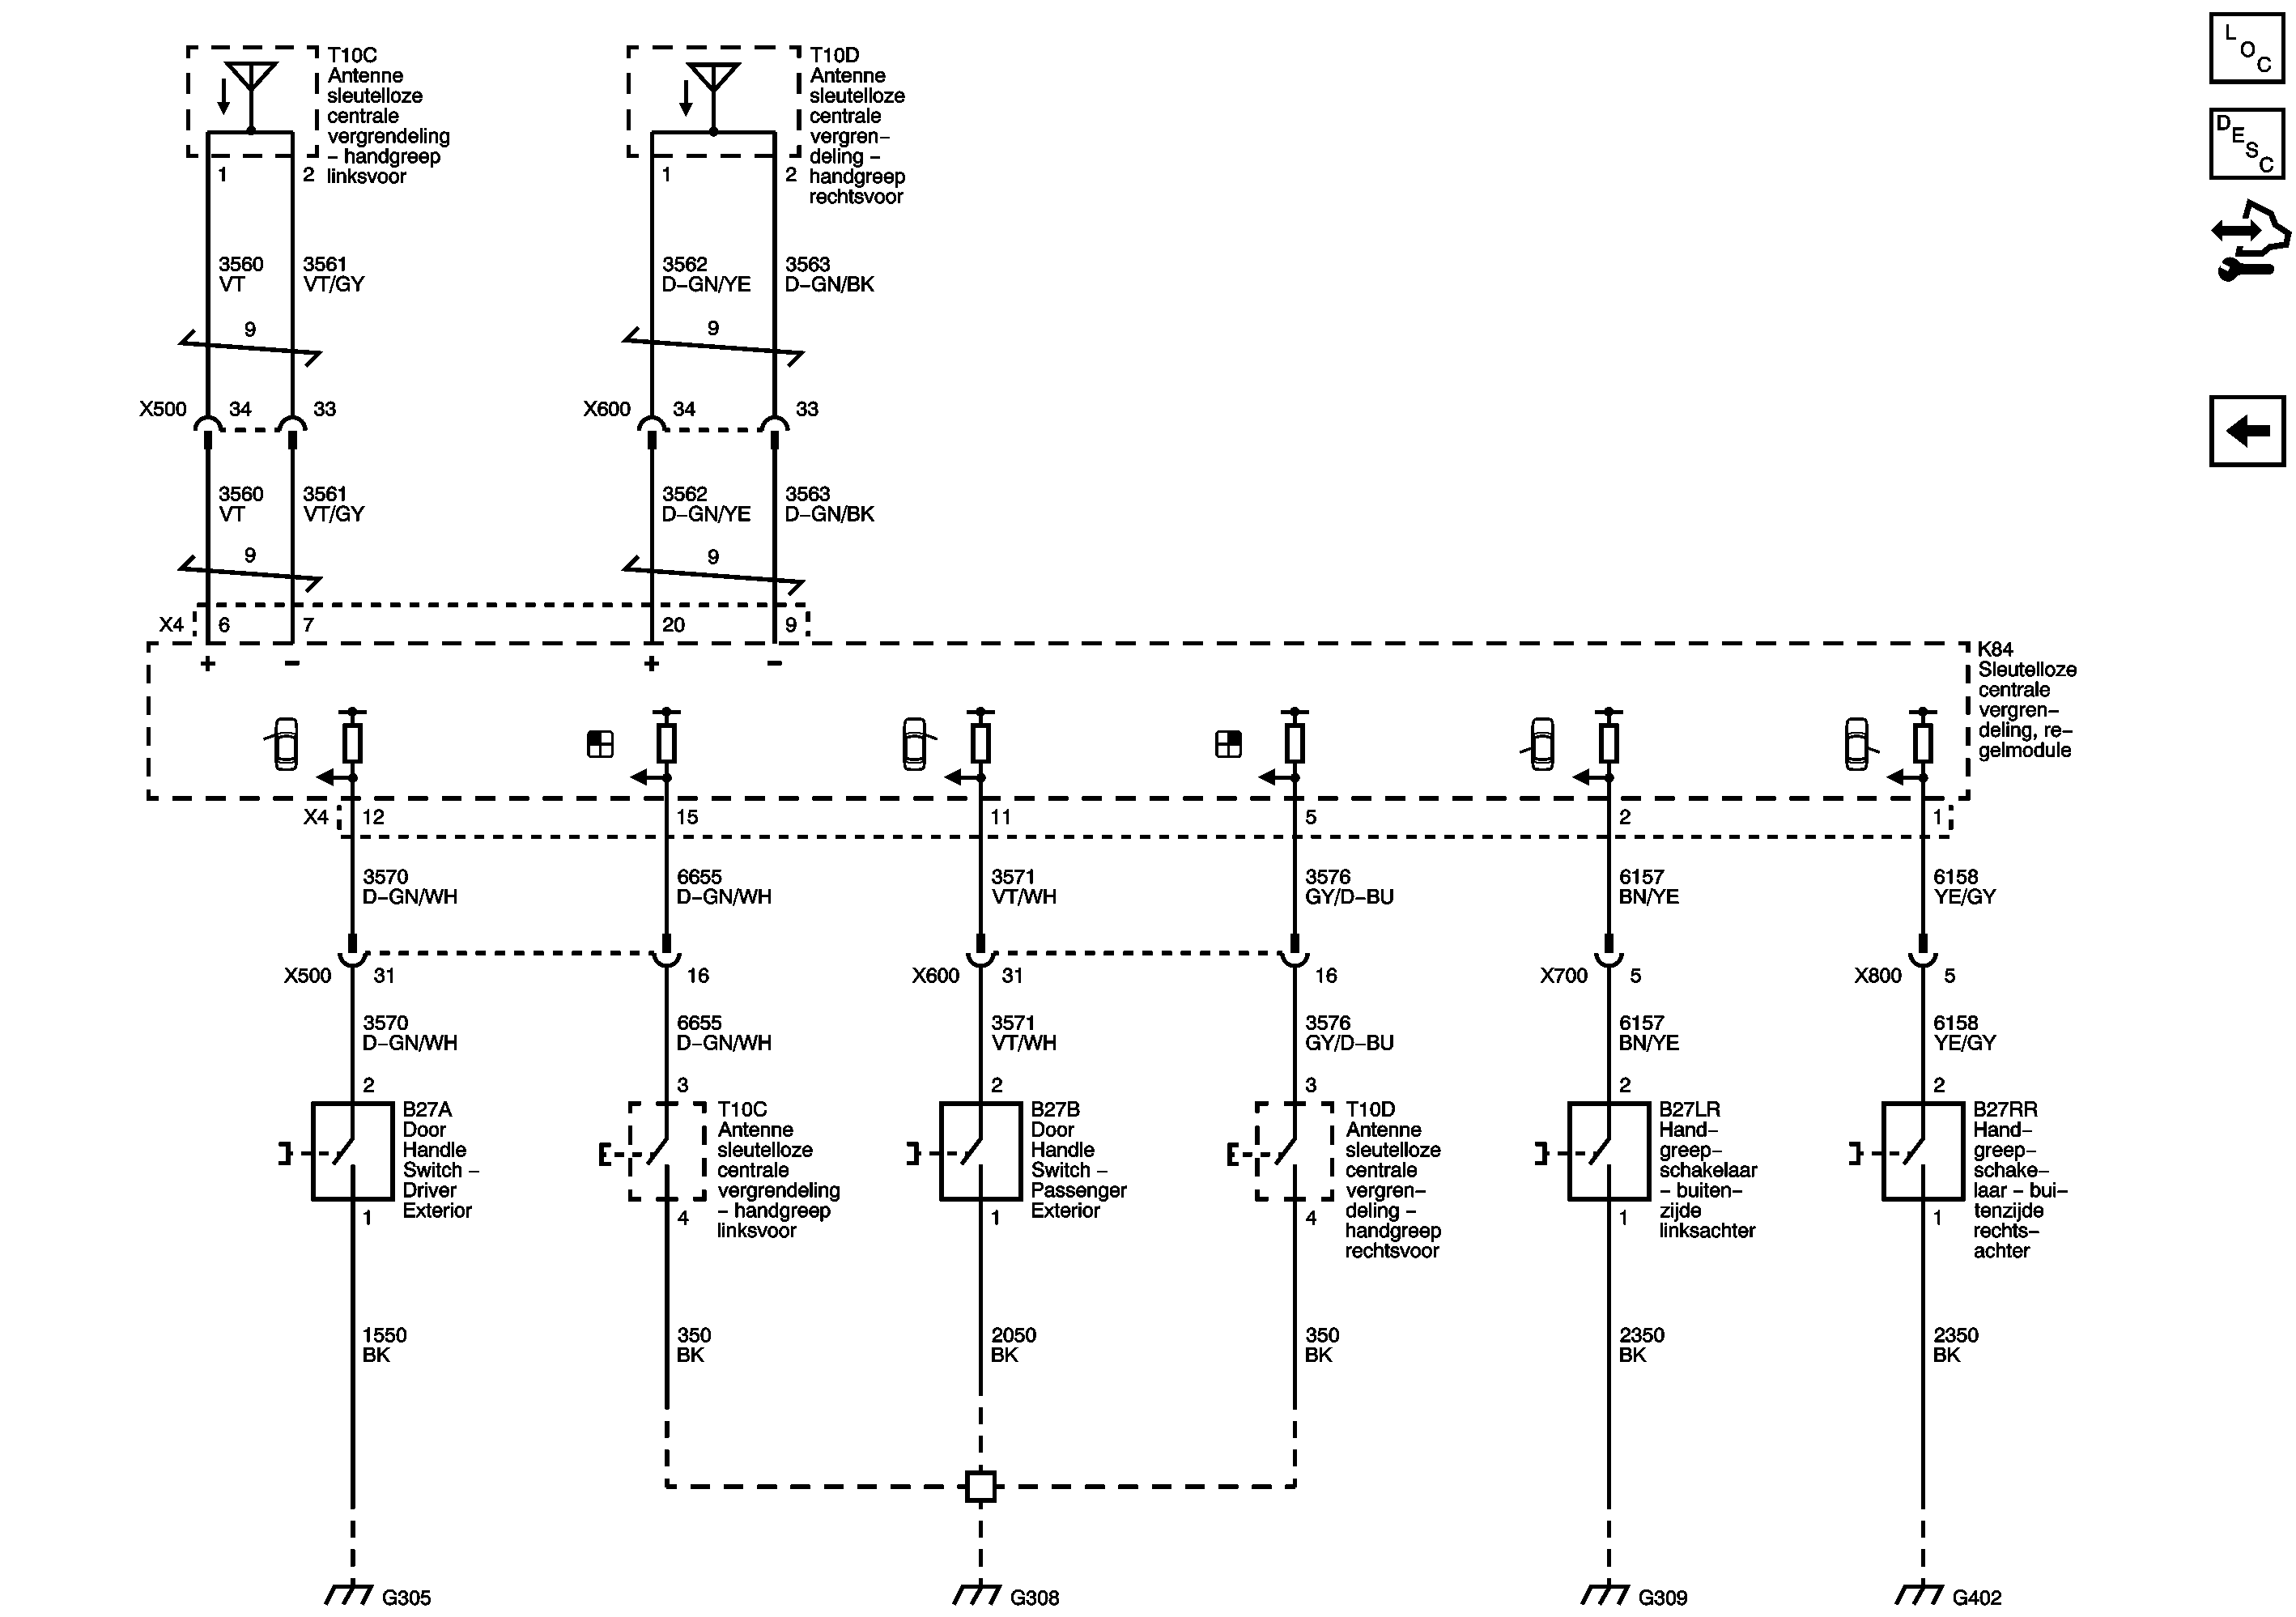 T10C
Antenne
sleutelloze
centrale
vergrendeling
– handgreep
linksvoor
1
2
T10D
Antenne
sleutelloze
centrale
vergren–
deling –
handgreep
rechtsvoor
1
2
L O C
D E S C
3560
VT
3561
VT/GY
3562
D–GN/YE
3563
D–GN/BK
9
9
X500
34
33
X600
34
33
3560
VT
3561
VT/GY
3562
D–GN/YE
3563
D–GN/BK
9
9
X4
6
7
20
9
+
–
+
–
K84
Sleutelloze
centrale
vergren–
deling, re–
gelmodule
X4
12
15
11
5
2
1
3570
D–GN/WH
6655
D–GN/WH
3571
VT/WH
3576
GY/D–BU
6157
BN/YE
6158
YE/GY
X500
31
16
X600
31
16
X700
5
X800
5
3570
D–GN/WH
6655
D–GN/WH
3571
VT/WH
3576
GY/D–BU
6157
BN/YE
6158
YE/GY
2
B27A
Door
Handle
Switch –
Driver
Exterior
1
3
T10C
Antenne
sleutelloze
centrale
vergrendeling
– handgreep
linksvoor
4
2
B27B
Door
Handle
Switch –
Passenger
Exterior
1
3
T10D
Antenne
sleutelloze
centrale
vergren–
deling –
handgreep
rechtsvoor
4
2
B27LR
Hand–
greep–
schakelaar
– buiten–
zijde
linksachter
1
2
B27RR
Hand–
greep–
schake–
laar – bui–
tenzijde
rechts–
achter
1
1550
BK
350
BK
2050
BK
350
BK
2350
BK
2350
BK
G305
G308
G309
G402